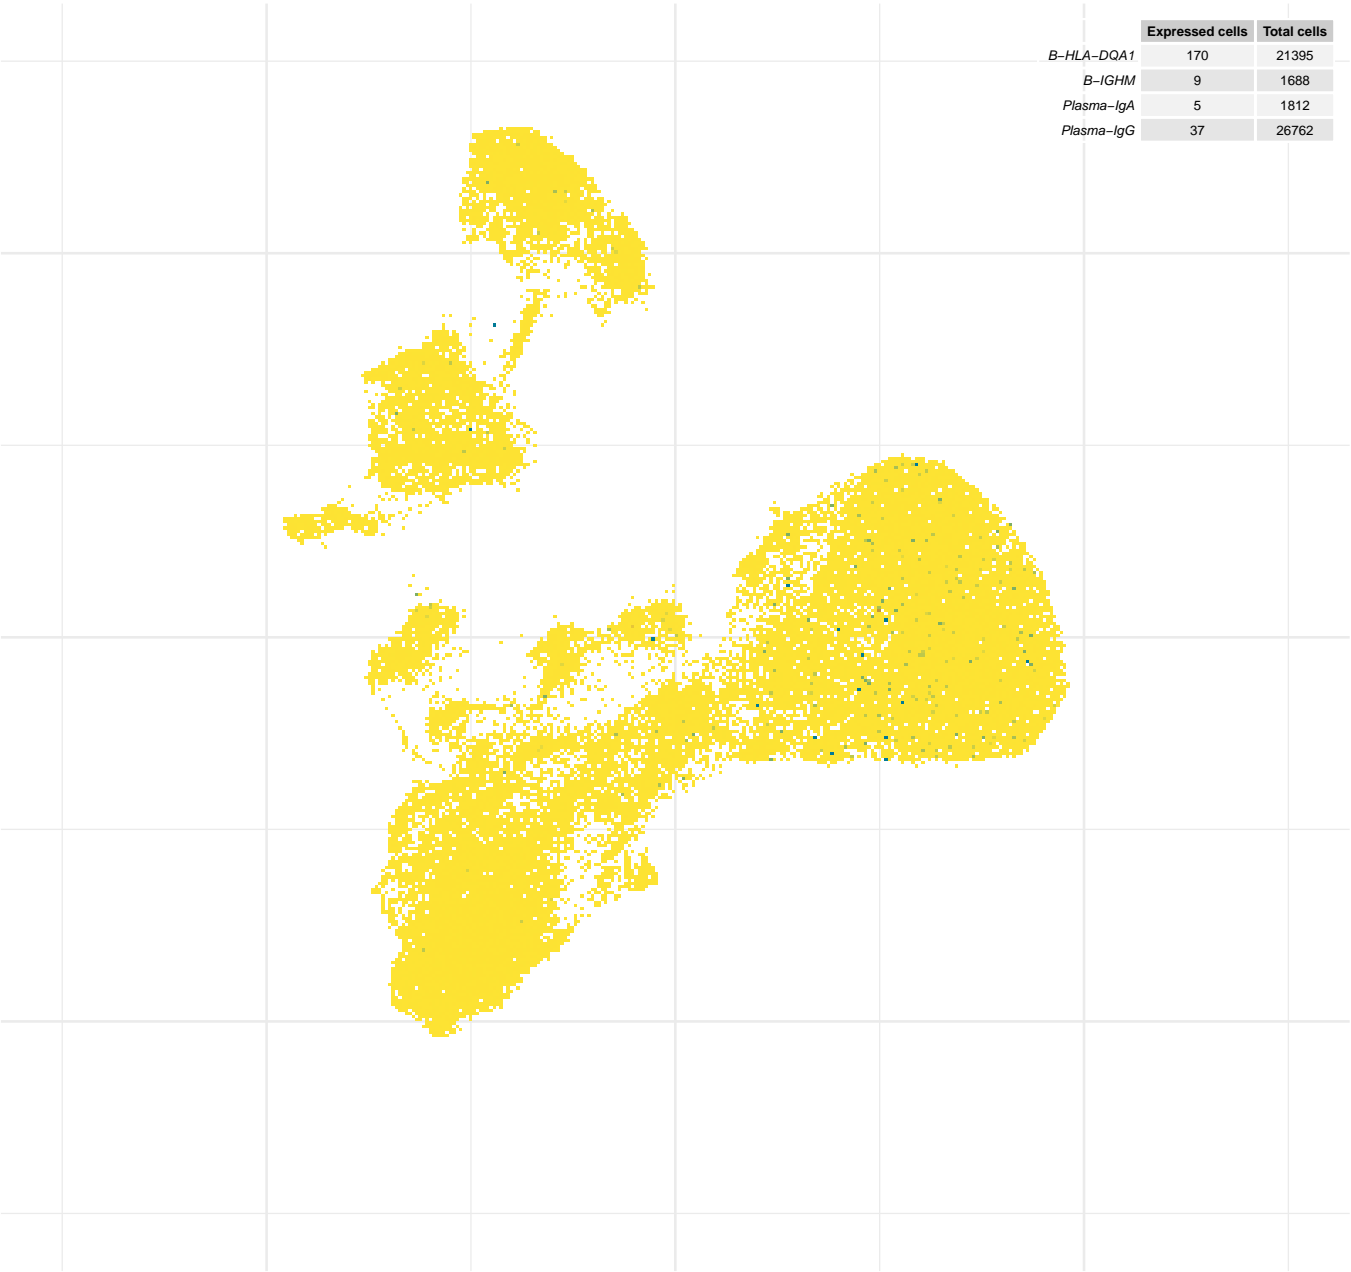 Expressed cells Total cells
B−HLA−DQA1 170 21395
B−IGHM 9 1688
Plasma−IgA 5 1812
Plasma−IgG 37 26762